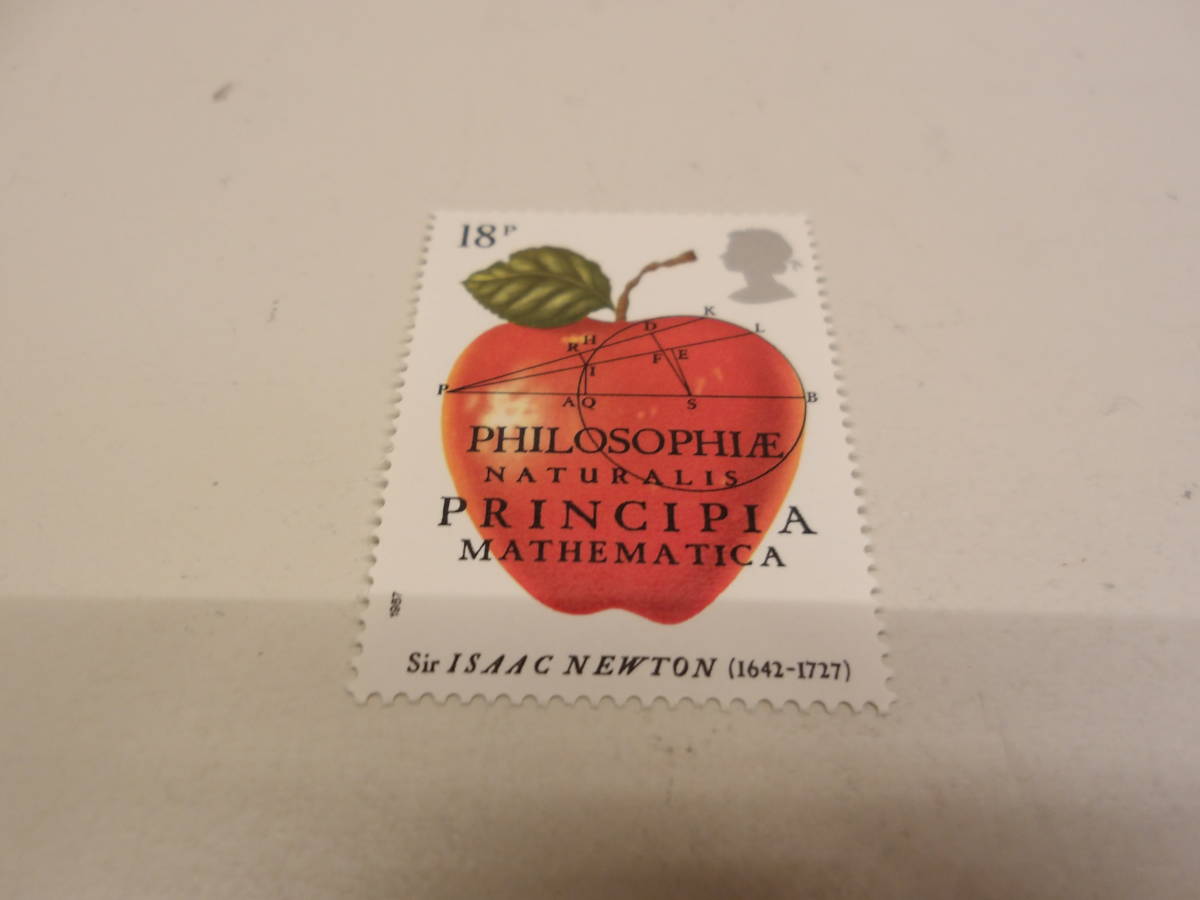 18P
K
D
L
R H
F E
I
P
A Q S B
PHILOSOPHIÆ
NATURALIS
PRINCIPIA
MATHEMATICA
1987
Sir ISAAC NEWTON (1642-1727)